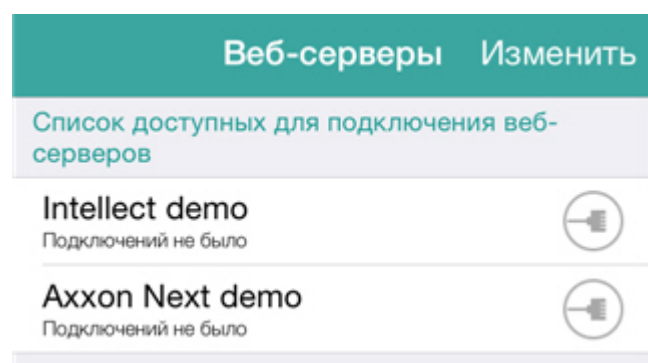 Веб-серверы Изменить
Список доступных для подключения веб-
серверов
Intellect demo
Подключений не было
Axxon Next demo
Подключений не было